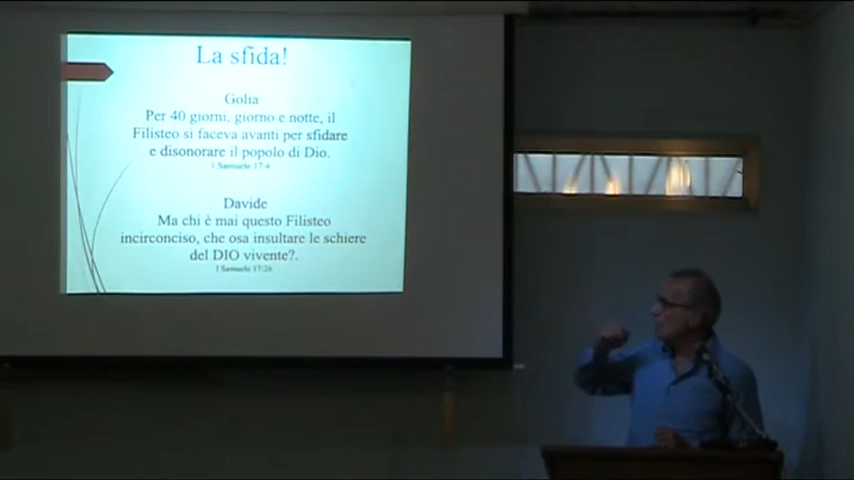 La sfida!
Golia
Per 40 giorni, giorno e notte, il
Filisteo si faceva avanti per sfidare
e disonorare il popolo di Dio.
1 Samuele 17:4
Davide
Ma chi è mai questo Filisteo
incirconciso, che osa insultare le schiere
del DIO vivente?.
I Samuele 17:26